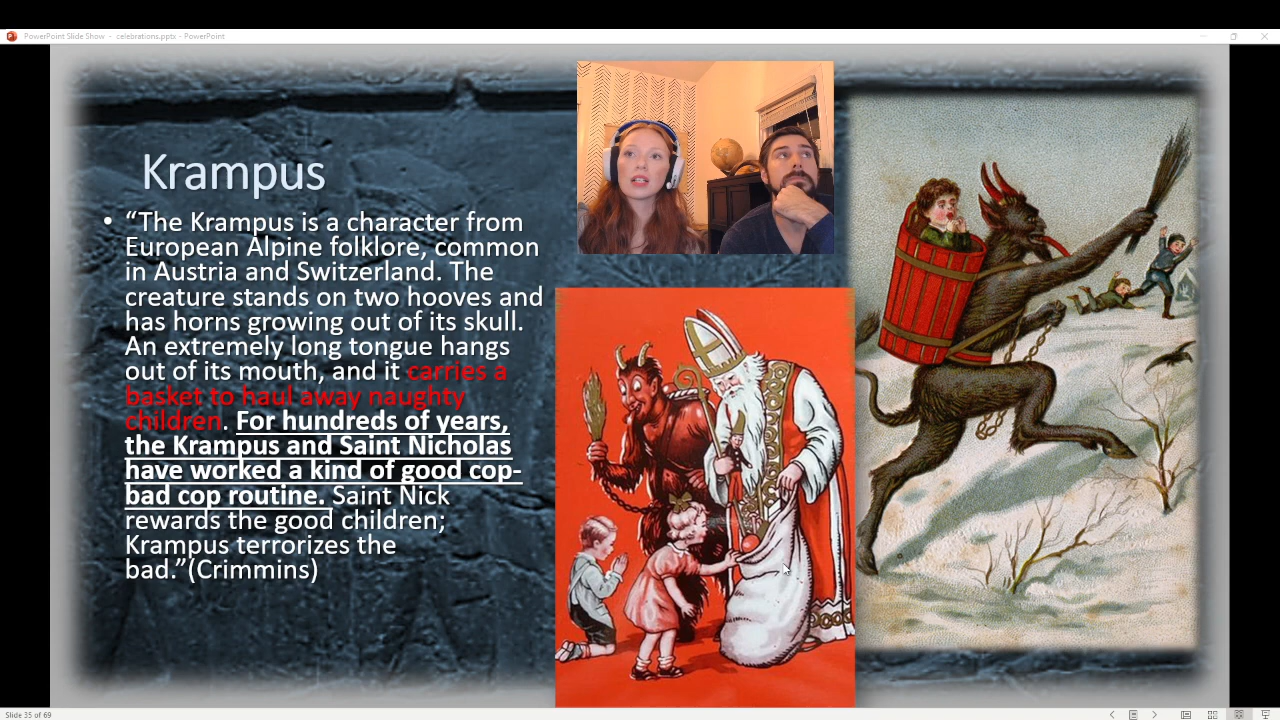 PowerPoint Slide Show - celebrations.pptx - PowerPoint
Krampus
• “The Krampus is a character from
European Alpine folklore, common
in Austria and Switzerland. The
creature stands on two hooves and
has horns growing out of its skull.
An extremely long tongue hangs
out of its mouth, and it carries a
basket to haul away naughty
children. For hundreds of years,
the Krampus and Saint Nicholas
have worked a kind of good cop-
bad cop routine. Saint Nick
rewards the good children;
Krampus terrorizes the
bad.”(Crimmins)
Slide 35 of 69